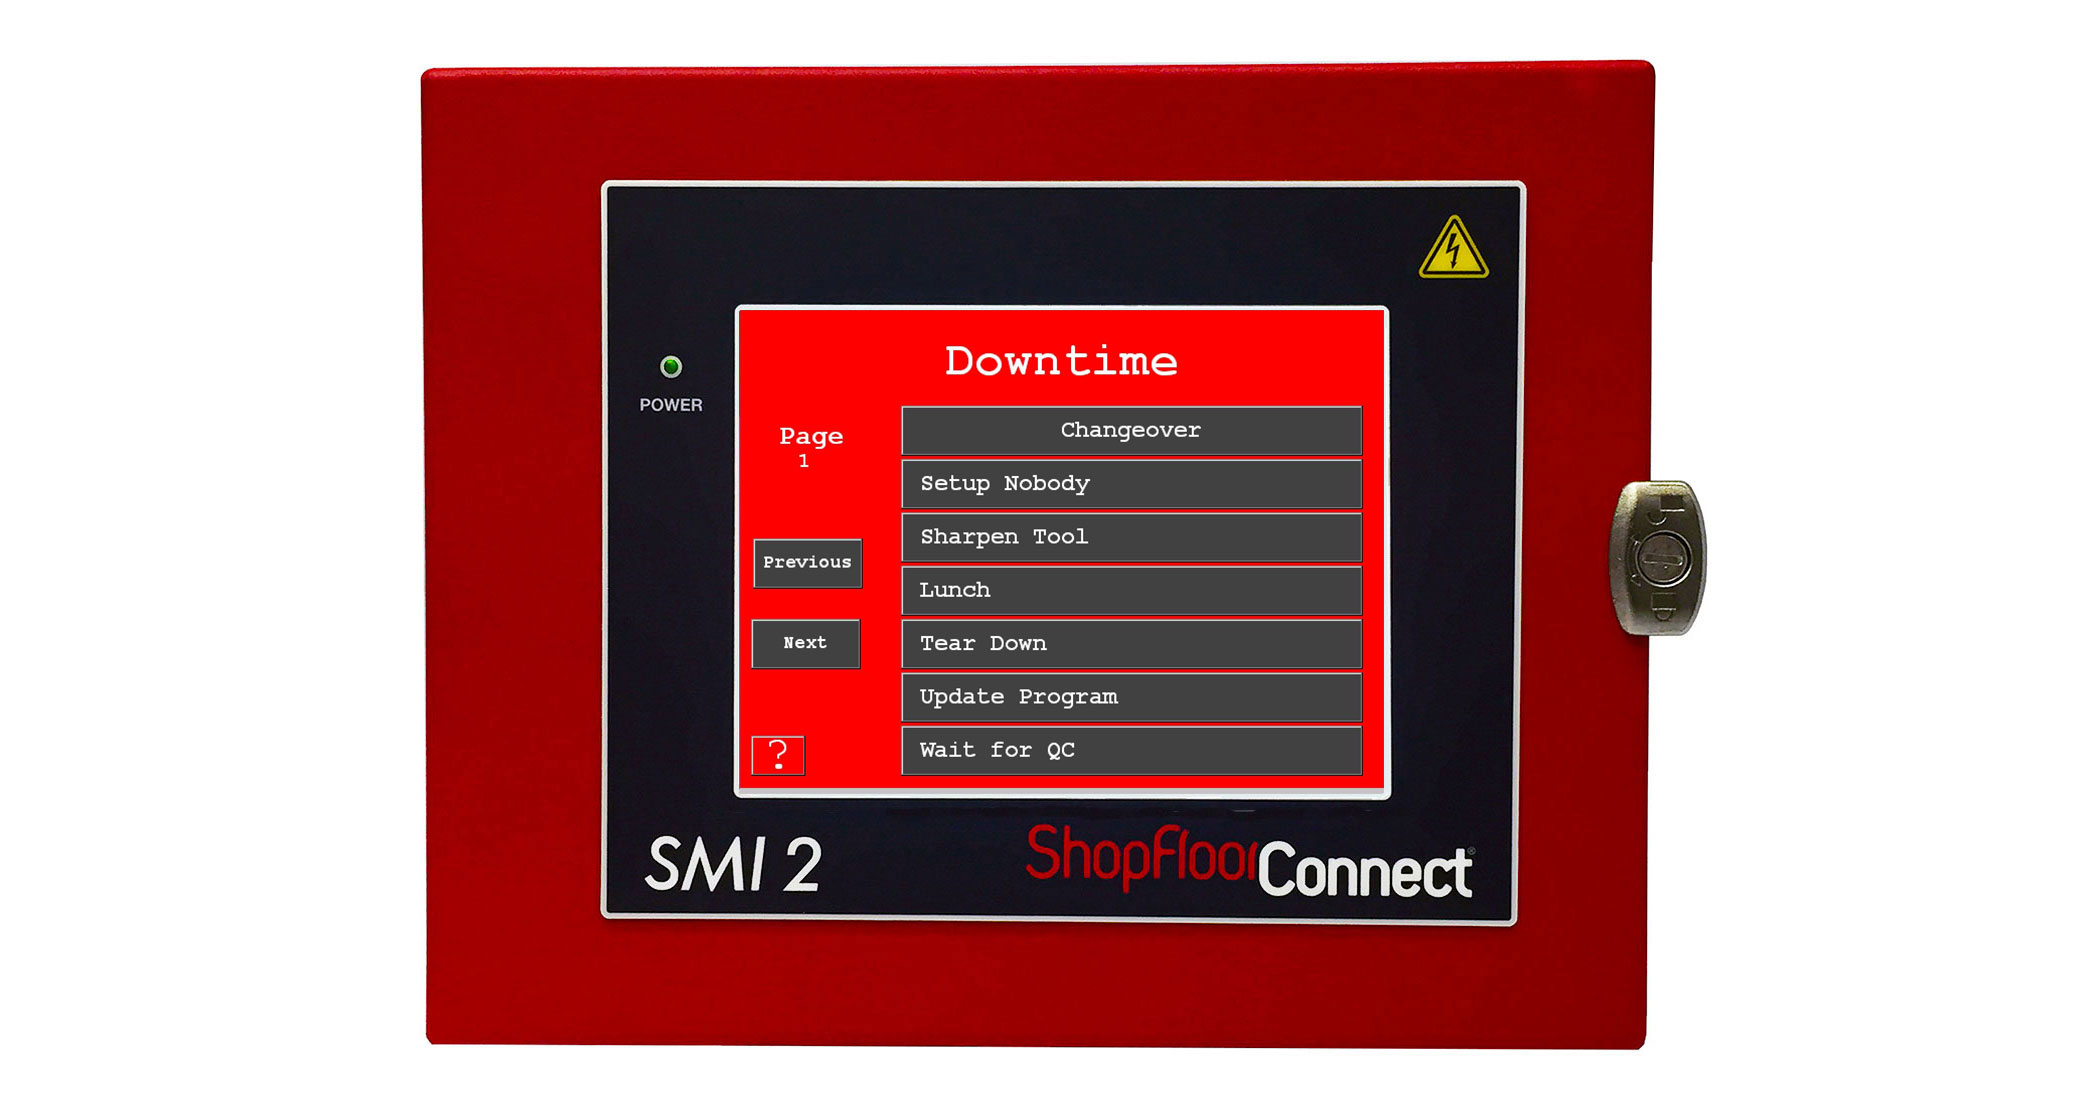 POWER
Downtime
Page
1
Previous
Next
?
Changeover
Setup Nobody
Sharpen Tool
Lunch
Tear Down
Update Program
Wait for QC
SMI 2
ShopFloorConnect®